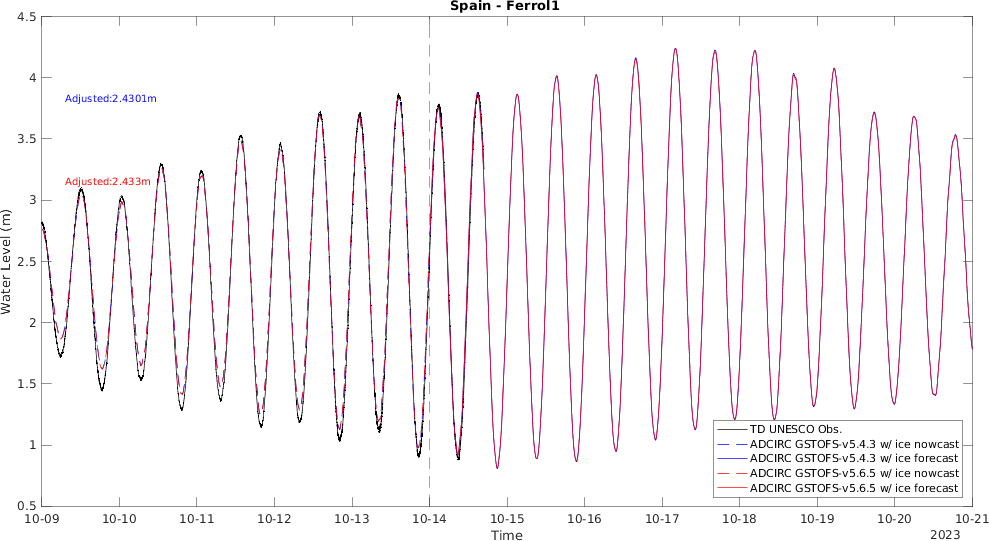 Spain - Ferrol1
4.5
4
3.5
3
2.5
2
1.5
1
0.5
Water Level (m)
Adjusted:2.4301m
Adjusted:2.433m
TD UNESCO Obs.
ADCIRC GSTOFS-v5.4.3 w/ ice nowcast
ADCIRC GSTOFS-v5.4.3 w/ ice forecast
ADCIRC GSTOFS-v5.6.5 w/ ice nowcast
ADCIRC GSTOFS-v5.6.5 w/ ice forecast
10-09 10-10 10-11 10-12 10-13 10-14 10-15 10-16 10-17 10-18 10-19 10-20 10-21
Time
2023